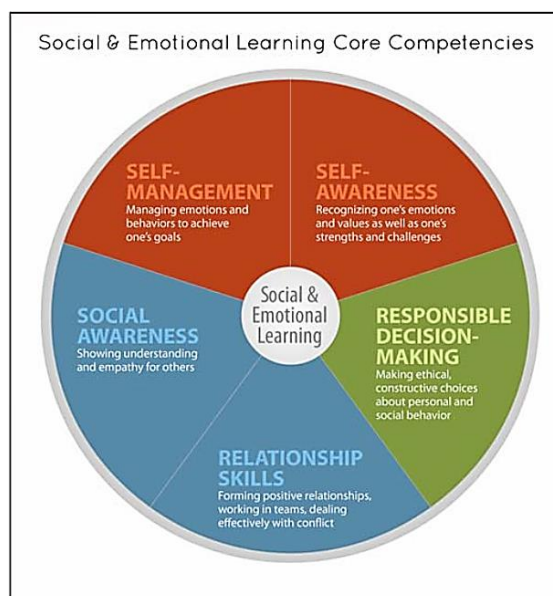 Social & Emotional Learning Core Competencies
SELF-
MANAGEMENT
Managing emotions and
behaviors to achieve
one's goals
SELF-
AWARENESS
Recognizing one's emotions
and values as well as one's
strengths and challenges
SOCIAL
AWARENESS
Showing understanding
and empathy for others
Social &
Emotional
Learning
RESPONSIBLE
DECISION-
MAKING
Making ethical,
constructive choices
about personal and
social behavior
RELATIONSHIP
SKILLS
Forming positive relationships,
working in teams, dealing
effectively with conflict